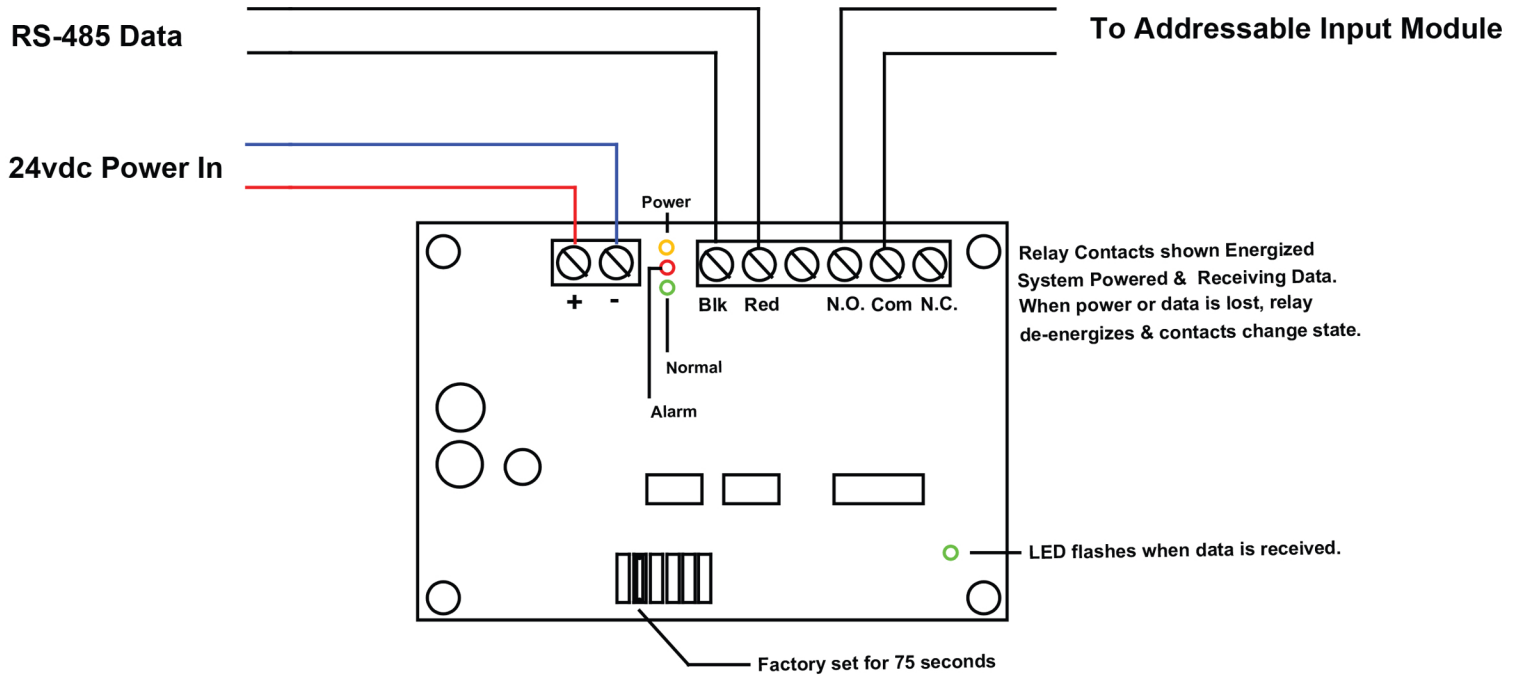 RS-485 Data
To Addressable Input Module
24vdc Power In
Power
+ -
Blk Red N.O. Com N.C.
Relay Contacts shown Energized
System Powered & Receiving Data.
When power or data is lost, relay
de-energizes & contacts change state.
Normal
Alarm
LED flashes when data is received.
Factory set for 75 seconds